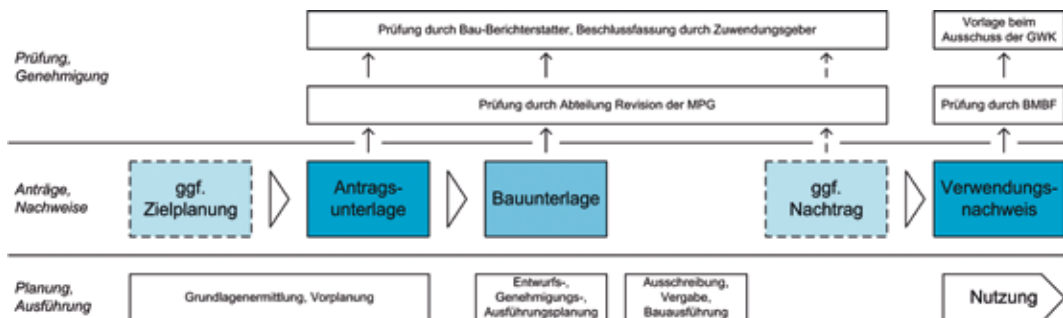 Prüfung durch Bau-Berichterstatter, Beschlussfassung durch Zuwendungsgeber
Vorlage beim
Ausschuss der GWK
Prüfung,
Genehmigung
Prüfung durch Abteilung Revision der MPG
Prüfung durch BMBF
Anträge,
Nachweise
ggf.
Zielplanung
Antrags-
unterlage
Bauunterlage
ggf.
Nachtrag
Verwendungs-
nachweis
Planung,
Ausführung
Grundlagenermittlung, Vorplanung
Entwurfs-,
Genehmigungs-,
Ausführungsplanung
Ausschreibung,
Vergabe,
Bauausführung
Nutzung